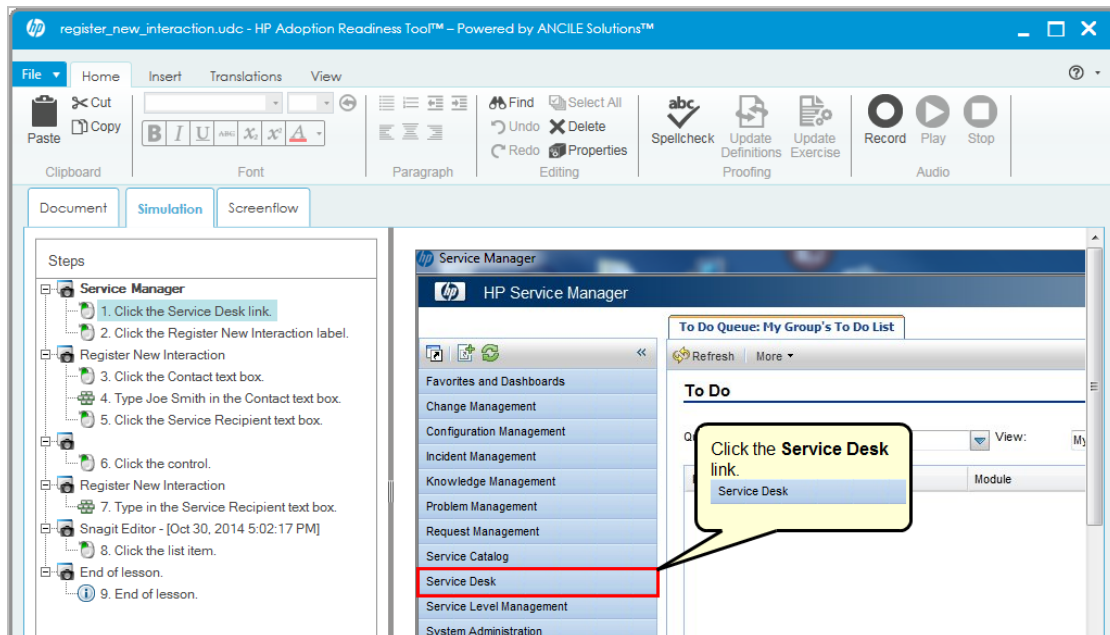 hp register_new_interaction.udc - HP Adoption Readiness Tool™ – Powered by ANCILE Solutions™
File Home Insert Translations View
Paste
Cut
Copy
Clipboard
B I U ABC X₂ X² A
Font
Paragraph
Find Select All
Undo Delete
Redo Properties
Editing
abc
Spellcheck
Update Definitions
Update Exercise
Proofing
Record Play Stop
Audio
Document Simulation Screenflow
Steps
Service Manager
1. Click the Service Desk link.
2. Click the Register New Interaction label.
Register New Interaction
3. Click the Contact text box.
4. Type Joe Smith in the Contact text box.
5. Click the Service Recipient text box.
6. Click the control.
Register New Interaction
7. Type in the Service Recipient text box.
Snagit Editor - [Oct 30, 2014 5:02:17 PM]
8. Click the list item.
End of lesson.
9. End of lesson.
hp Service Manager
hp HP Service Manager
To Do Queue: My Group's To Do List
Refresh More
Favorites and Dashboards
Change Management
Configuration Management
Incident Management
Knowledge Management
Problem Management
Request Management
Service Catalog
Service Desk
Service Level Management
System Administration
To Do
View:
My
Module
Click the Service Desk
link.
Service Desk